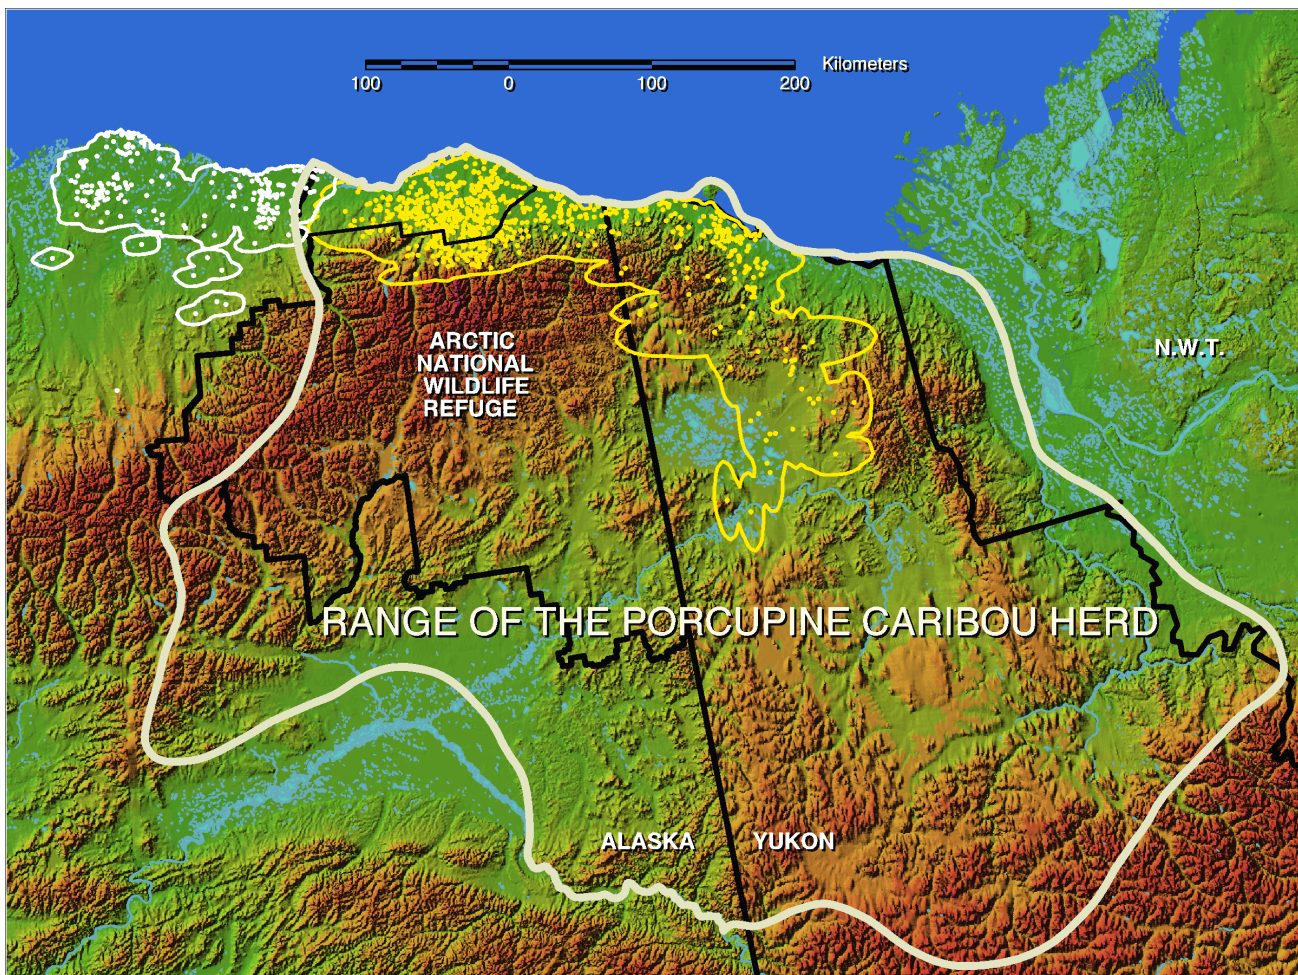 Kilometers
100 0 100 200
ARCTIC
NATIONAL
WILDLIFE
REFUGE
N.W.T.
RANGE OF THE PORCUPINE CARIBOU HERD
ALASKA YUKON